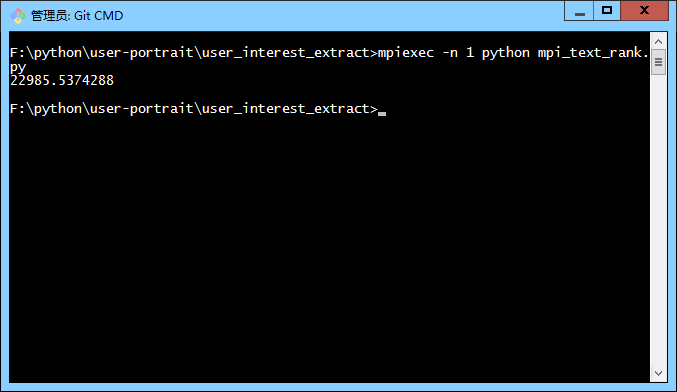 管理员: Git CMD
F:\python\user-portrait\user_interest_extract>mpiexec -n 1 python mpi_text_rank.
py
22985.5374288
F:\python\user-portrait\user_interest_extract>